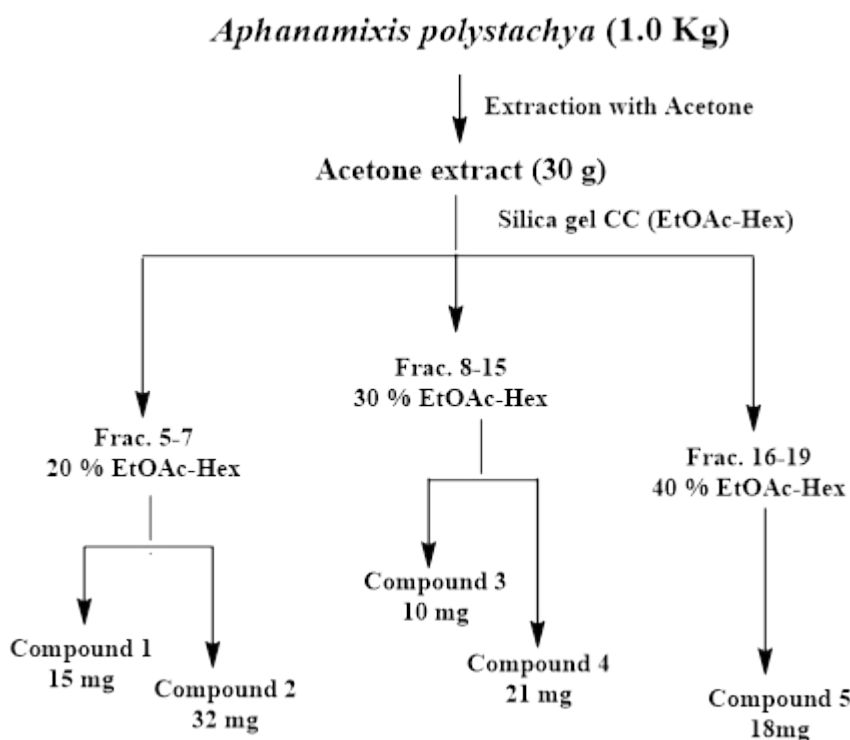 Aphanamixis polystachya (1.0 Kg)
Extraction with Acetone
Acetone extract (30 g)
Silica gel CC (EtOAc-Hex)
Frac. 5-7
20 % EtOAc-Hex
Frac. 8-15
30 % EtOAc-Hex
Frac. 16-19
40 % EtOAc-Hex
Compound 1
15 mg
Compound 2
32 mg
Compound 3
10 mg
Compound 4
21 mg
Compound 5
18mg